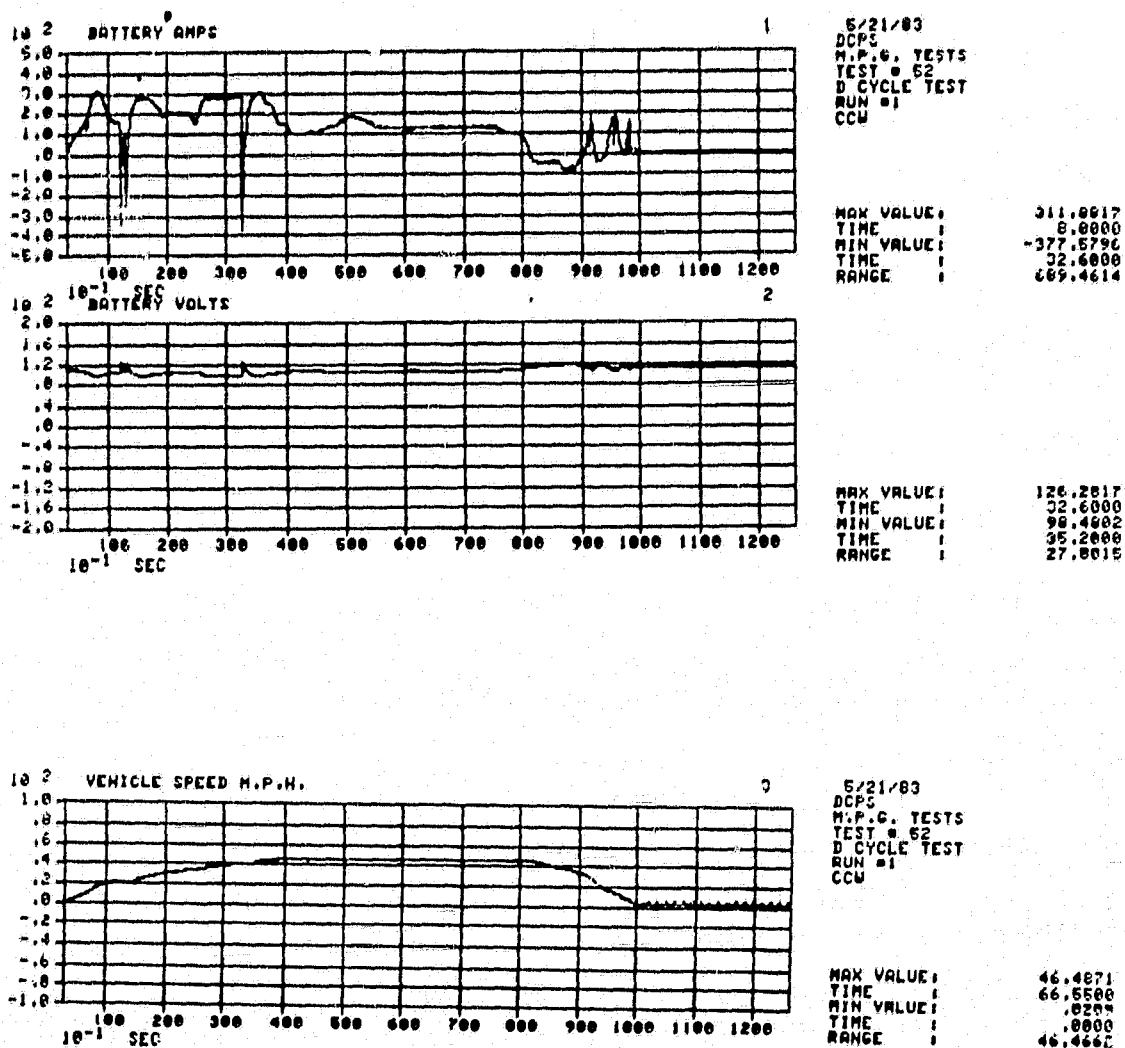 10 2 BATTERY AMPS 1
5.0
4.0
3.0
2.0
1.0
.0
-1.0
-2.0
-3.0
-4.0
-5.0
100 200 300 400 500 600 700 800 900 1000 1100 1200
10-1 SEC
5/21/83
DCPS
M.P.G. TESTS
TEST # 52
D CYCLE TEST
RUN #1
CCW
MAX VALUE:
TIME : 8.0000
MIN VALUE: -377.5796
TIME : 32.6000
RANGE : 689.4614
10 2 BATTERY VOLTS 2
2.0
1.6
1.2
.8
.4
.0
-.4
-.8
-1.2
-1.6
-2.0
100 200 300 400 500 600 700 800 900 1000 1100 1200
10-1 SEC
MAX VALUE: 126.2817
TIME : 32.6000
MIN VALUE: 98.4802
TIME : 35.2000
RANGE : 27.8015
10 2 VEHICLE SPEED M.P.H.
1.0
.8
.6
.4
.2
.0
-.2
-.4
-.6
-.8
-1.0
100 200 300 400 500 600 700 800 900 1000 1100 1200
10-1 SEC
5/21/83
DCPS
M.P.G. TESTS
TEST # 52
D CYCLE TEST
RUN #1
CCW
MAX VALUE: 46.4871
TIME : 66.5500
MIN VALUE:
TIME : .0000
RANGE :